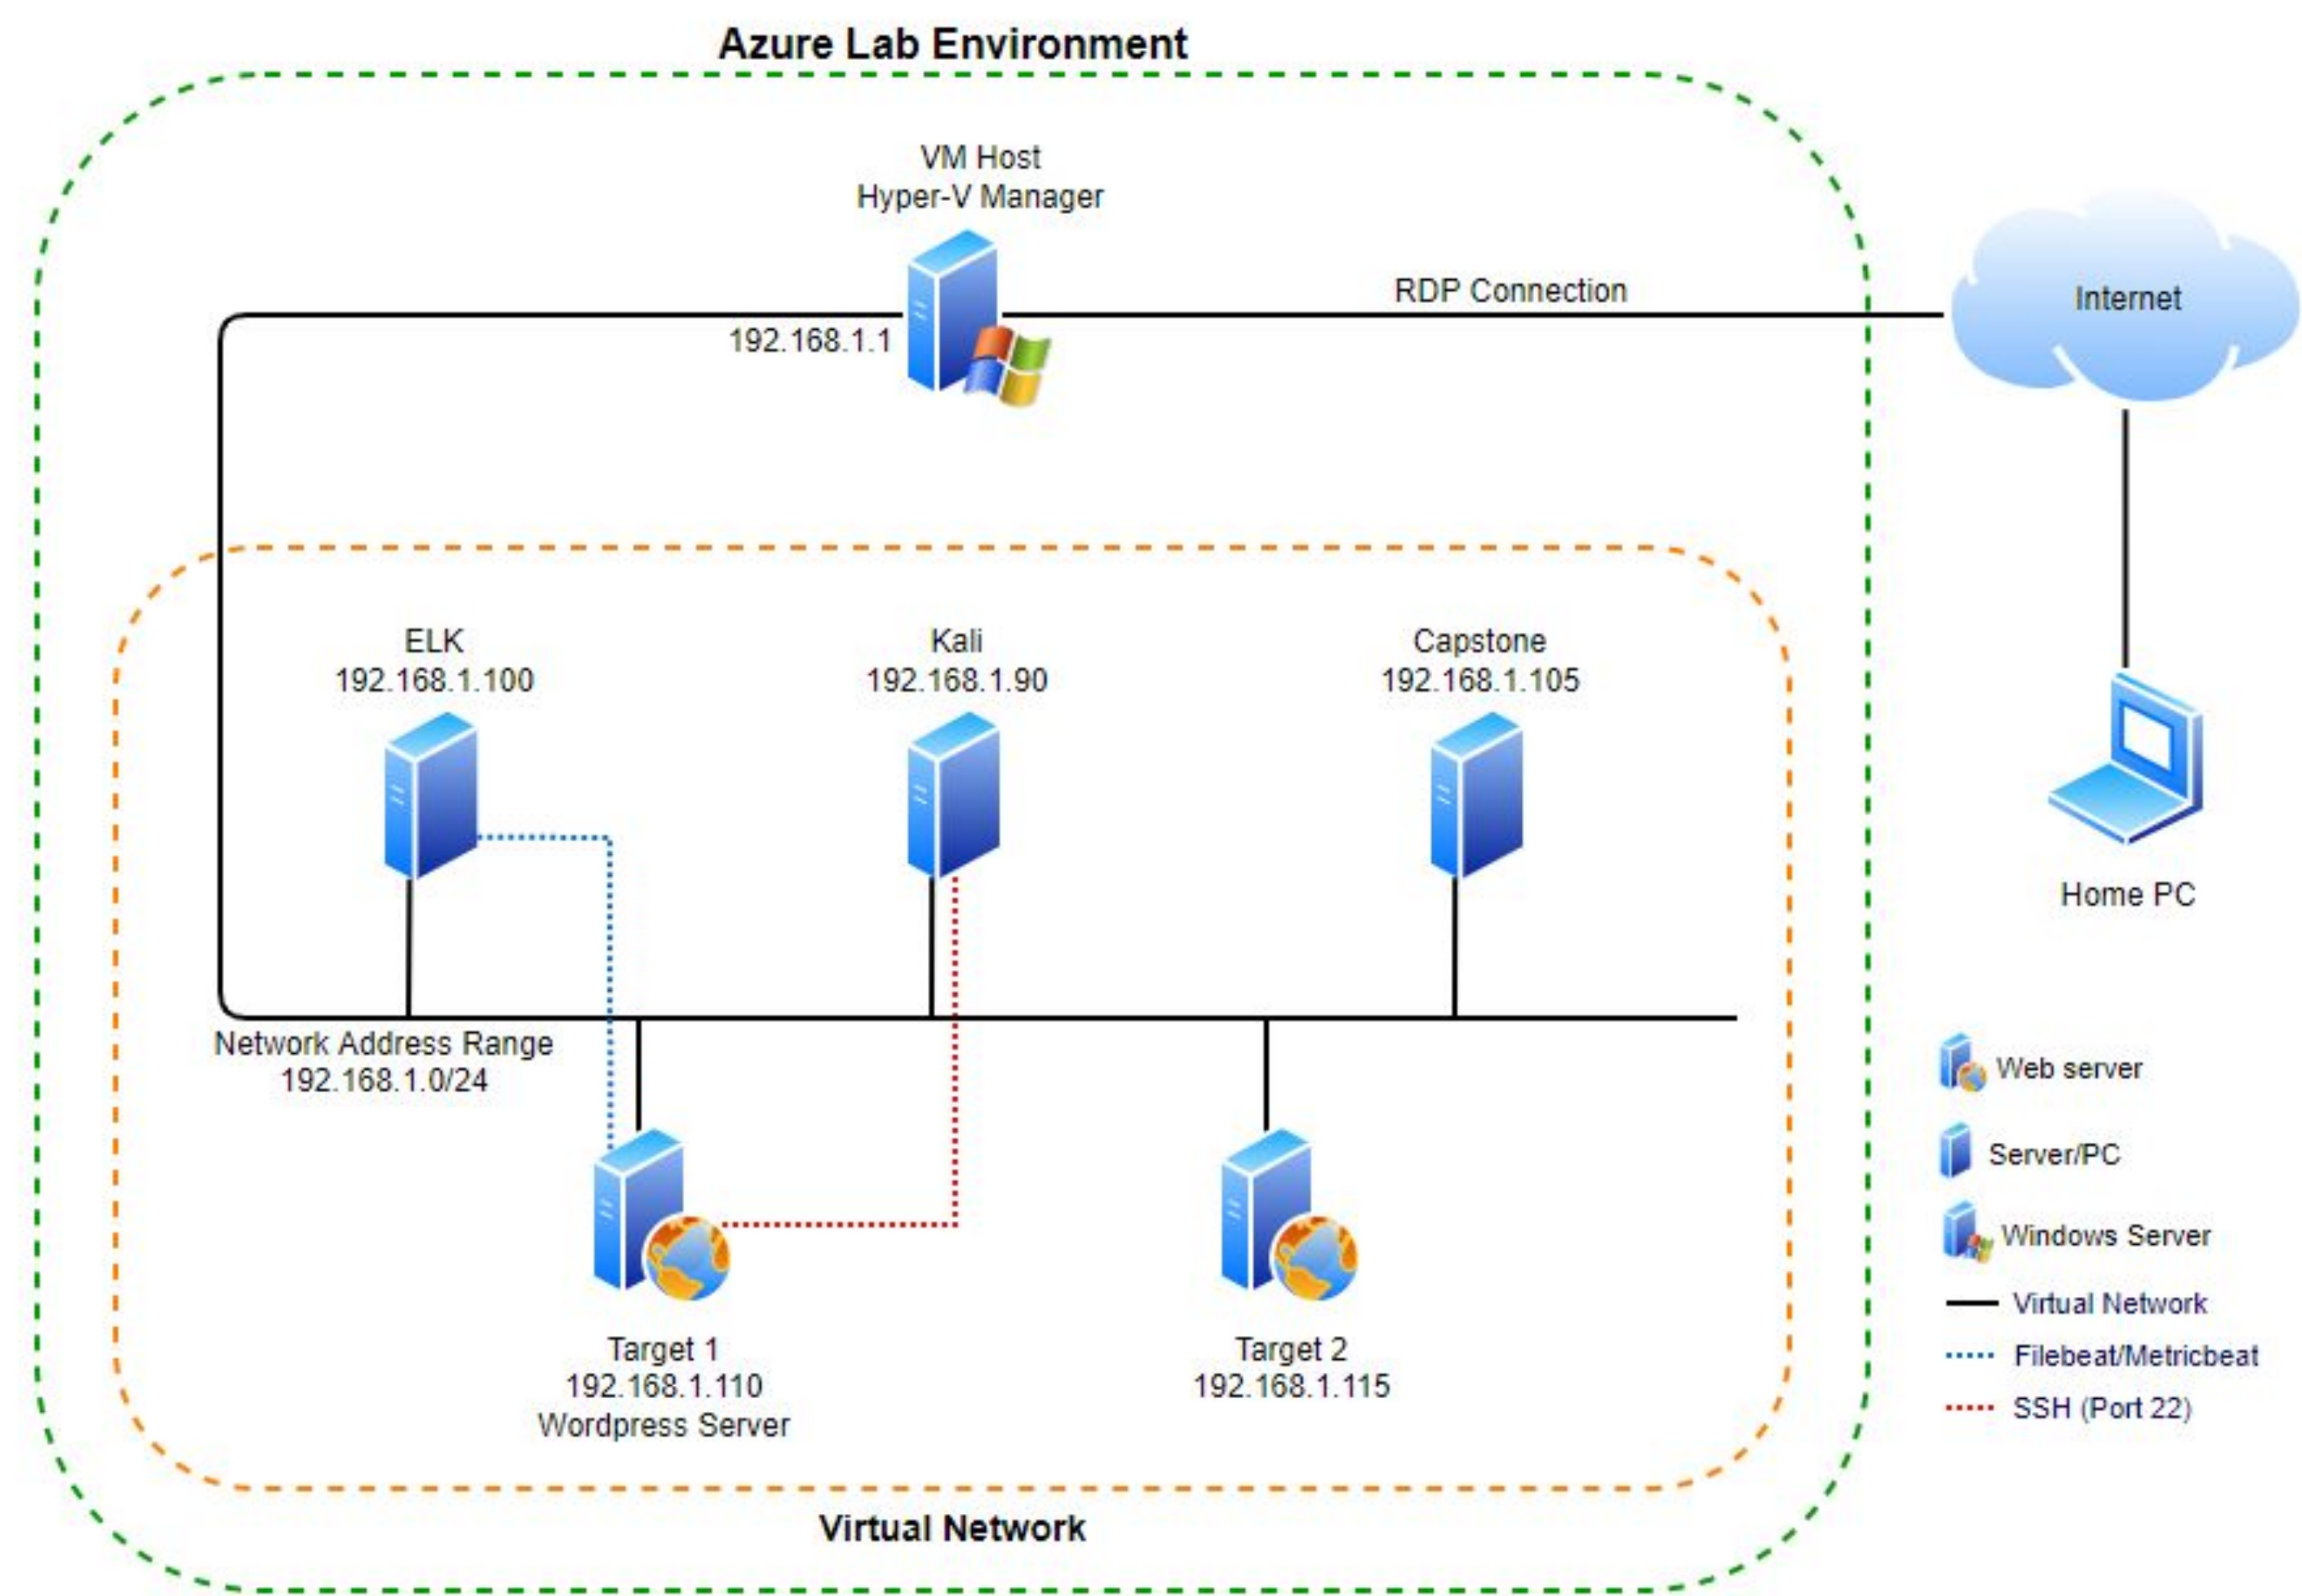 Azure Lab Environment
VM Host
Hyper-V Manager
RDP Connection
Internet
192.168.1.1
ELK
192.168.1.100
Kali
192.168.1.90
Capstone
192.168.1.105
Home PC
Network Address Range
192.168.1.0/24
Target 1
192.168.1.110
Wordpress Server
Target 2
192.168.1.115
Web server
Server/PC
Windows Server
Virtual Network
Filebeat/Metricbeat
SSH (Port 22)
Virtual Network